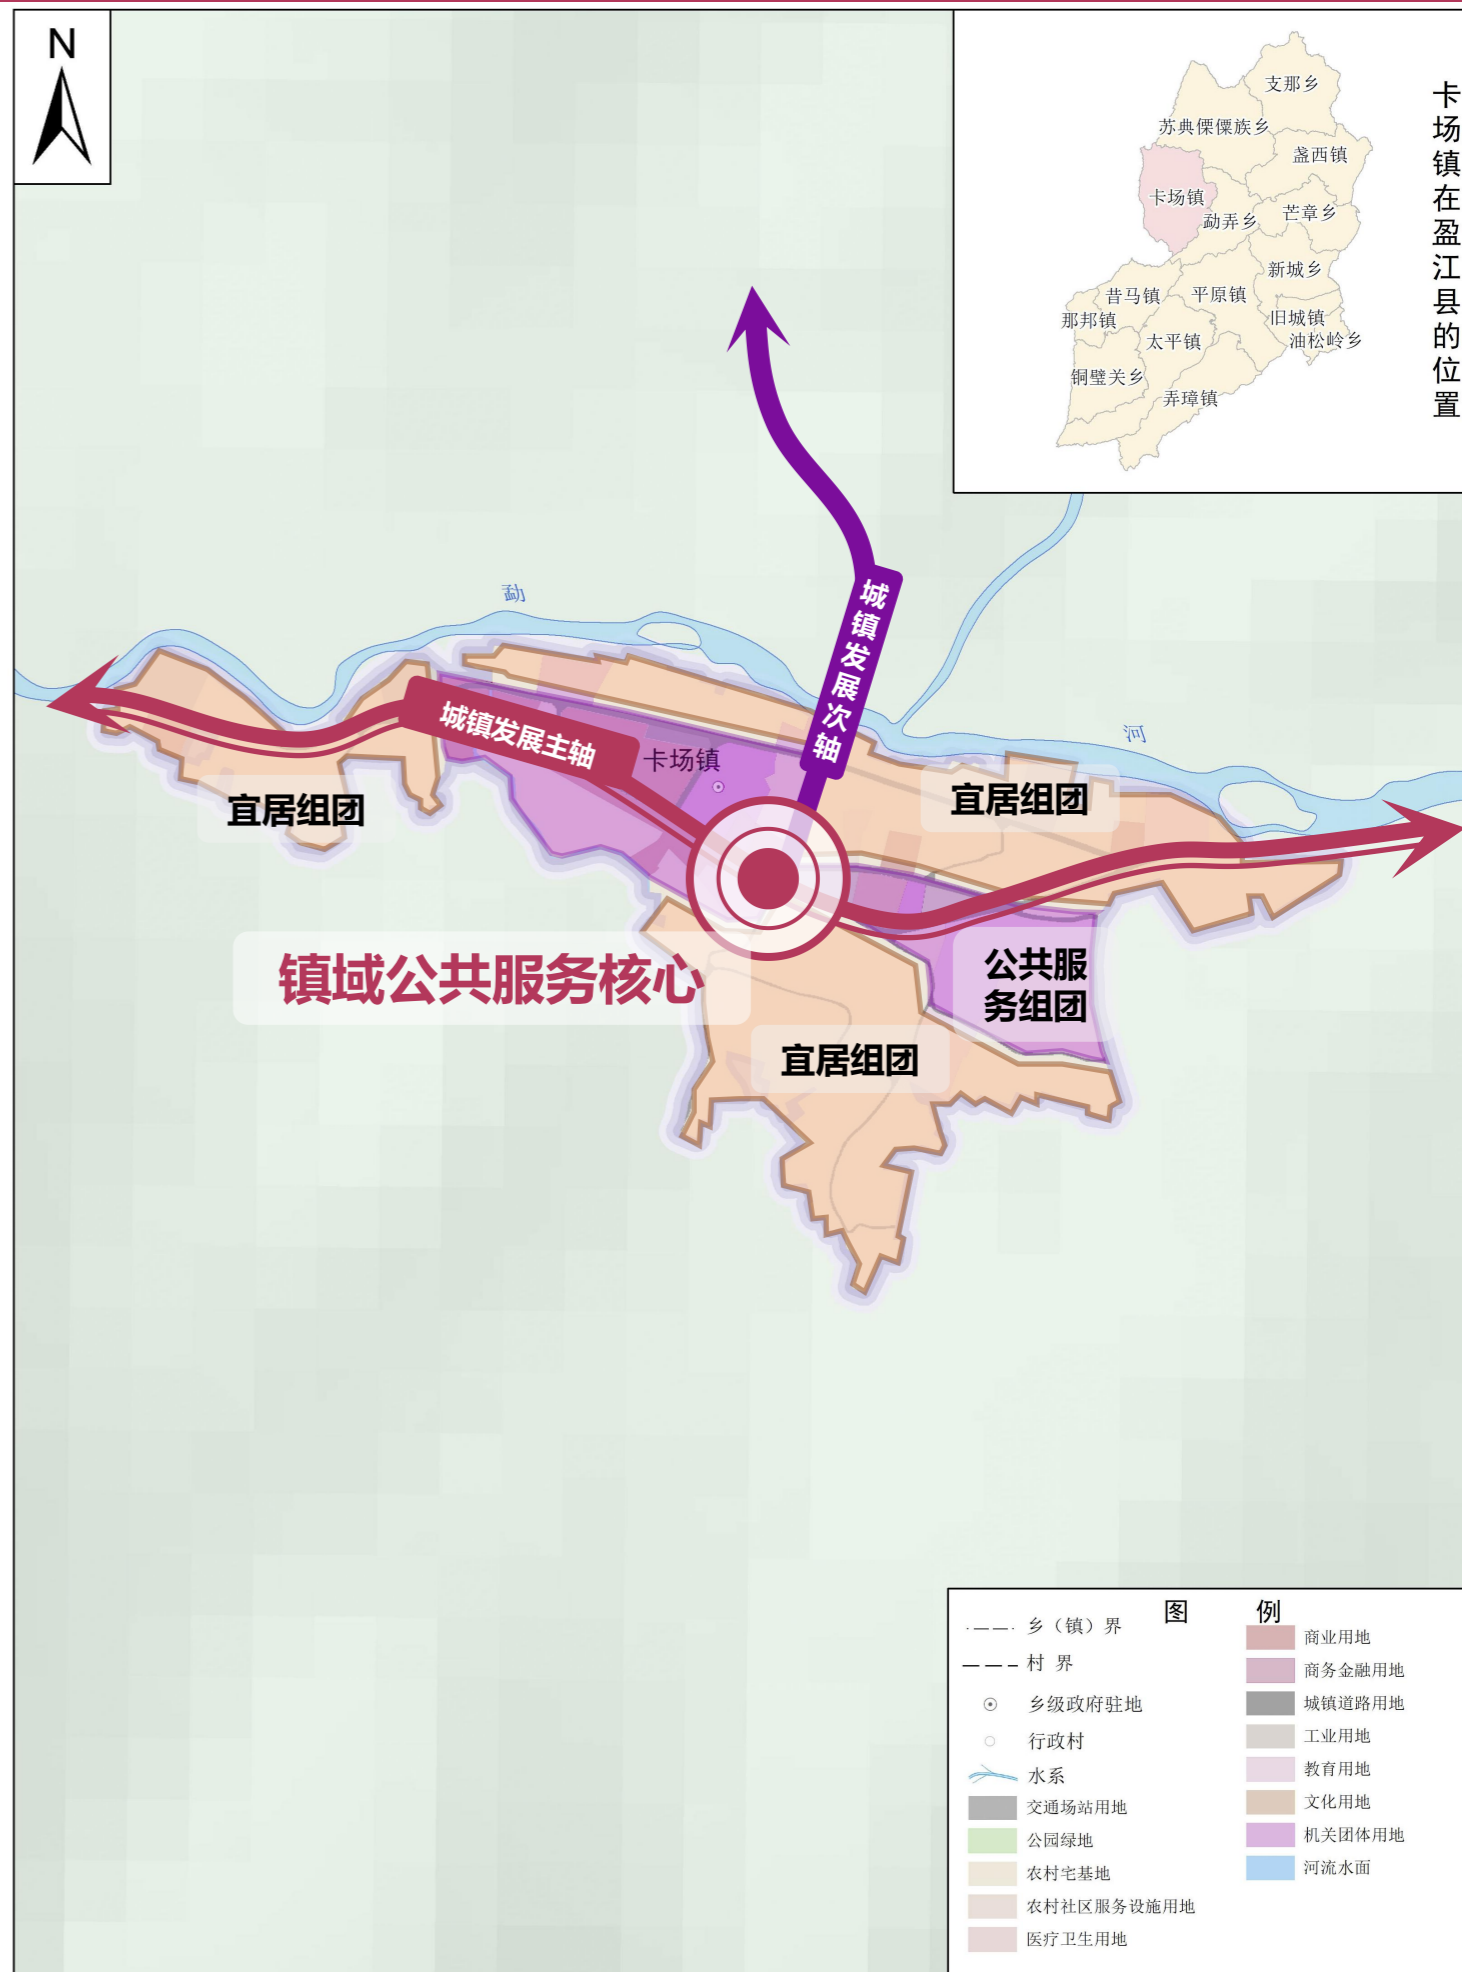 N
支那乡
苏典傈僳族乡
盏西镇
卡场镇
勐弄乡
芒章乡
新城乡
昔马镇
平原镇
那邦镇
旧城镇
太平镇
油松岭乡
铜璧关乡
弄璋镇
卡场镇在盈江县的位置
勐
河
城镇发展次轴
城镇发展主轴
卡场镇
宜居组团
宜居组团
镇域公共服务核心
公共服
务组团
宜居组团
图 例
乡（镇）界
村 界
乡级政府驻地
行政村
水系
交通场站用地
公园绿地
农村宅基地
农村社区服务设施用地
医疗卫生用地
商业用地
商务金融用地
城镇道路用地
工业用地
教育用地
文化用地
机关团体用地
河流水面